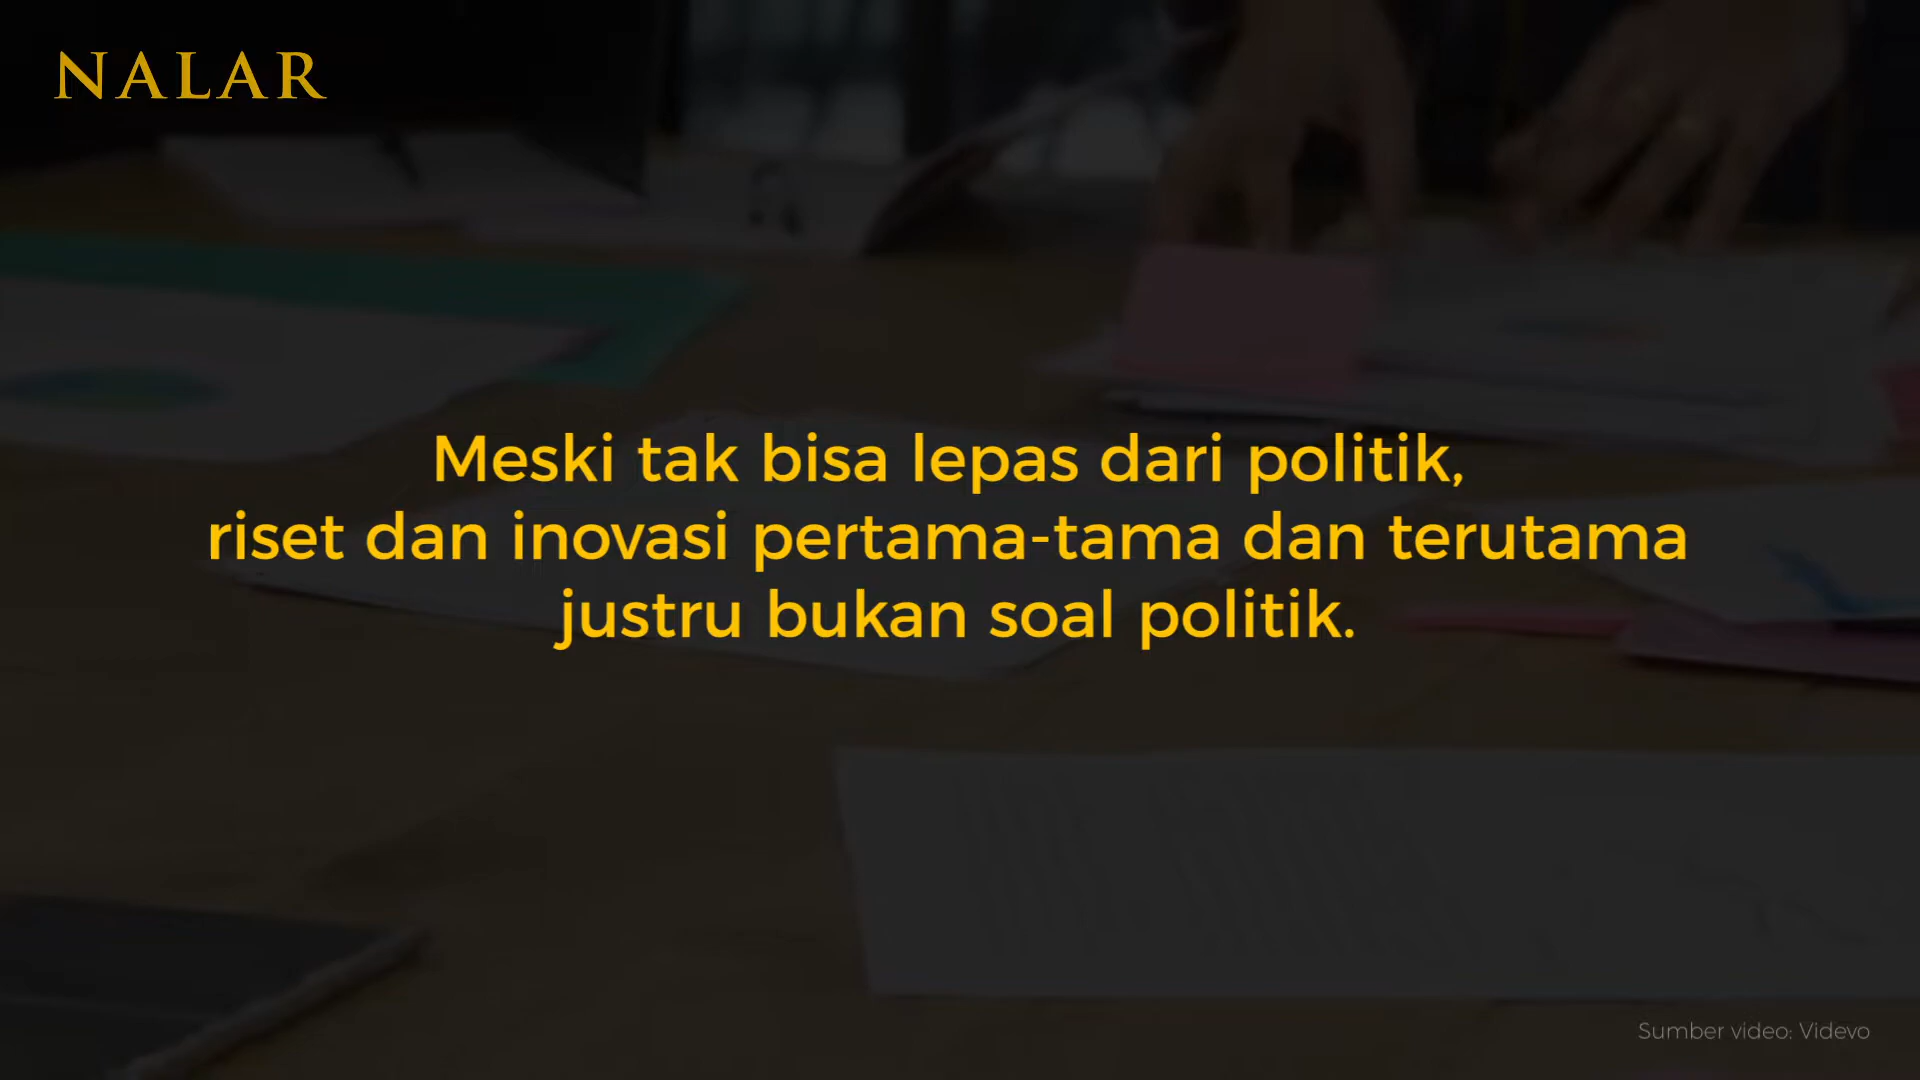 NALAR
Meski tak bisa lepas dari politik,
riset dan inovasi pertama-tama dan terutama
justru bukan soal politik.
Sumber video: Videvo